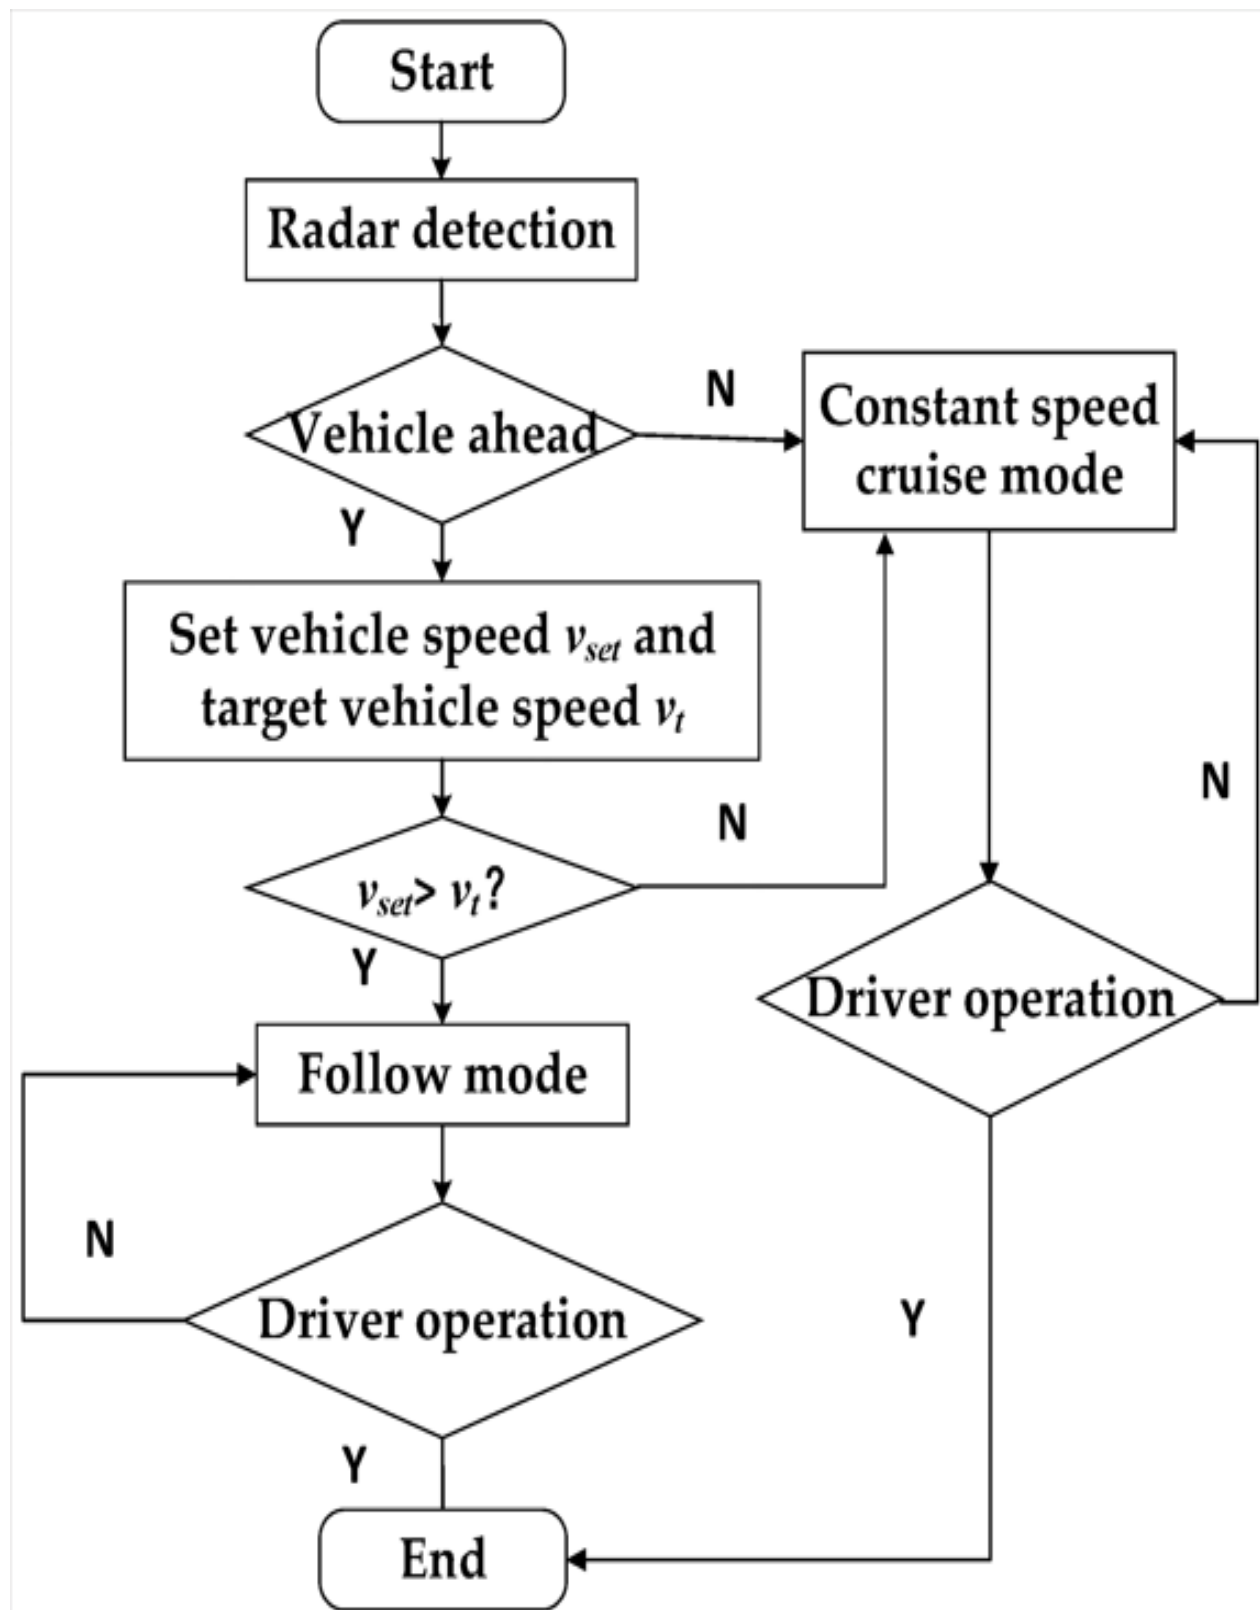 Start
Radar detection
Vehicle ahead
N
Constant speed
cruise mode
Y
Set vehicle speed vset and
target vehicle speed vt
N
N
vset> vt?
Y
Driver operation
Follow mode
N
Driver operation
Y
Y
End